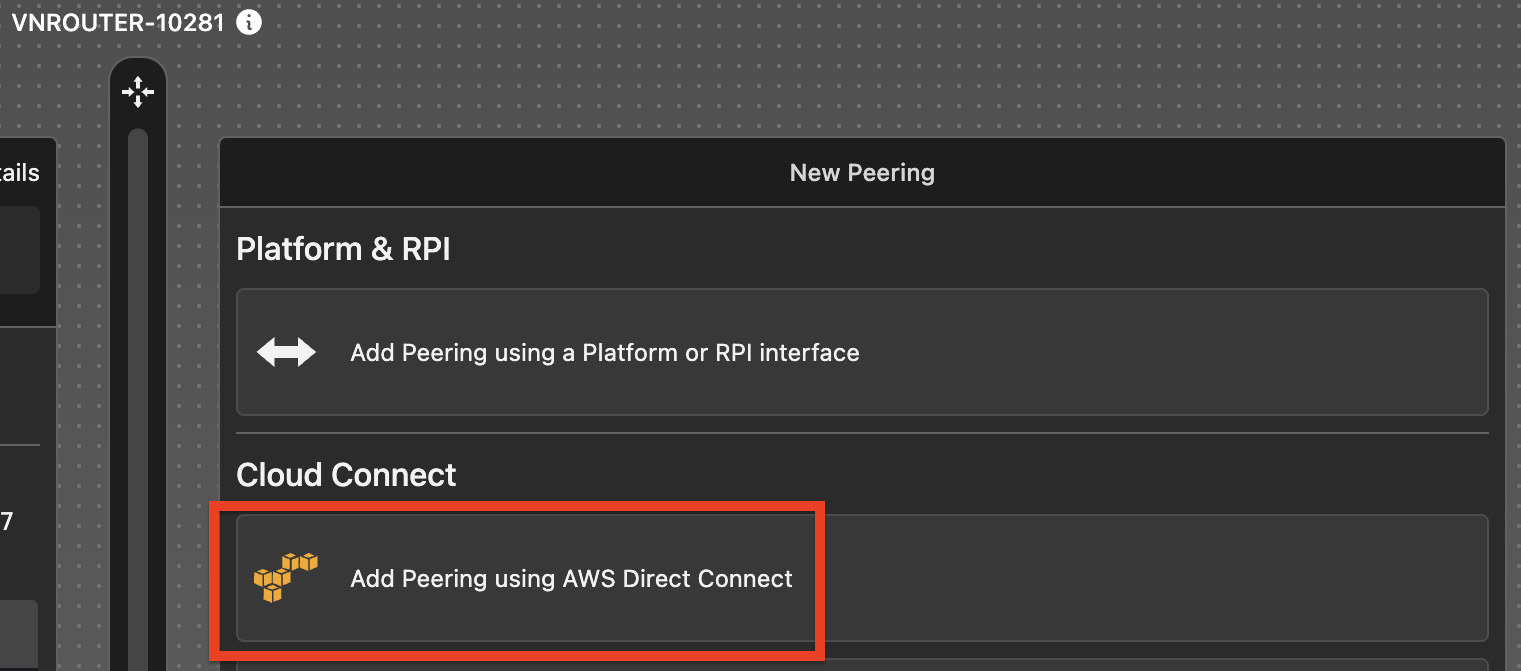 VNROUTER-10281
tails
New Peering
Platform & RPI
Add Peering using a Platform or RPI interface
Cloud Connect
7
Add Peering using AWS Direct Connect